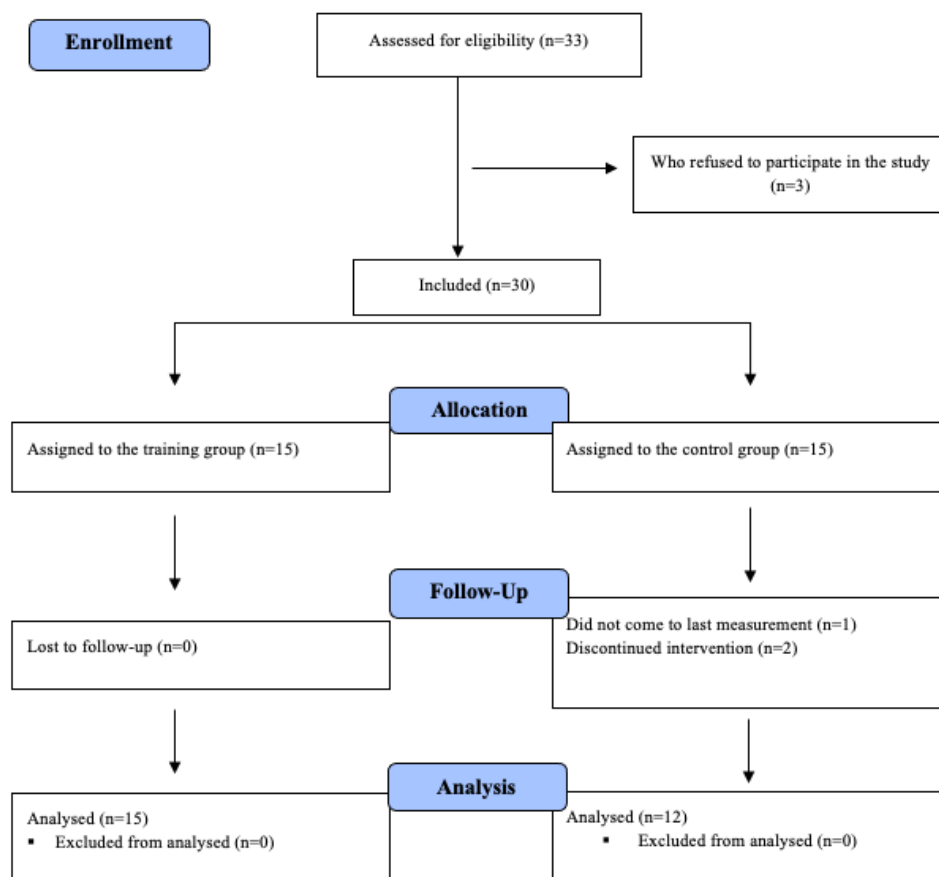 Enrollment
Assessed for eligibility (n=33)
Who refused to participate in the study
(n=3)
Included (n=30)
Allocation
Assigned to the training group (n=15)
Assigned to the control group (n=15)
Follow-Up
Lost to follow-up (n=0)
Did not come to last measurement (n=1)
Discontinued intervention (n=2)
Analysis
Analysed (n=15)
▪ Excluded from analysed (n=0)
Analysed (n=12)
▪ Excluded from analysed (n=0)